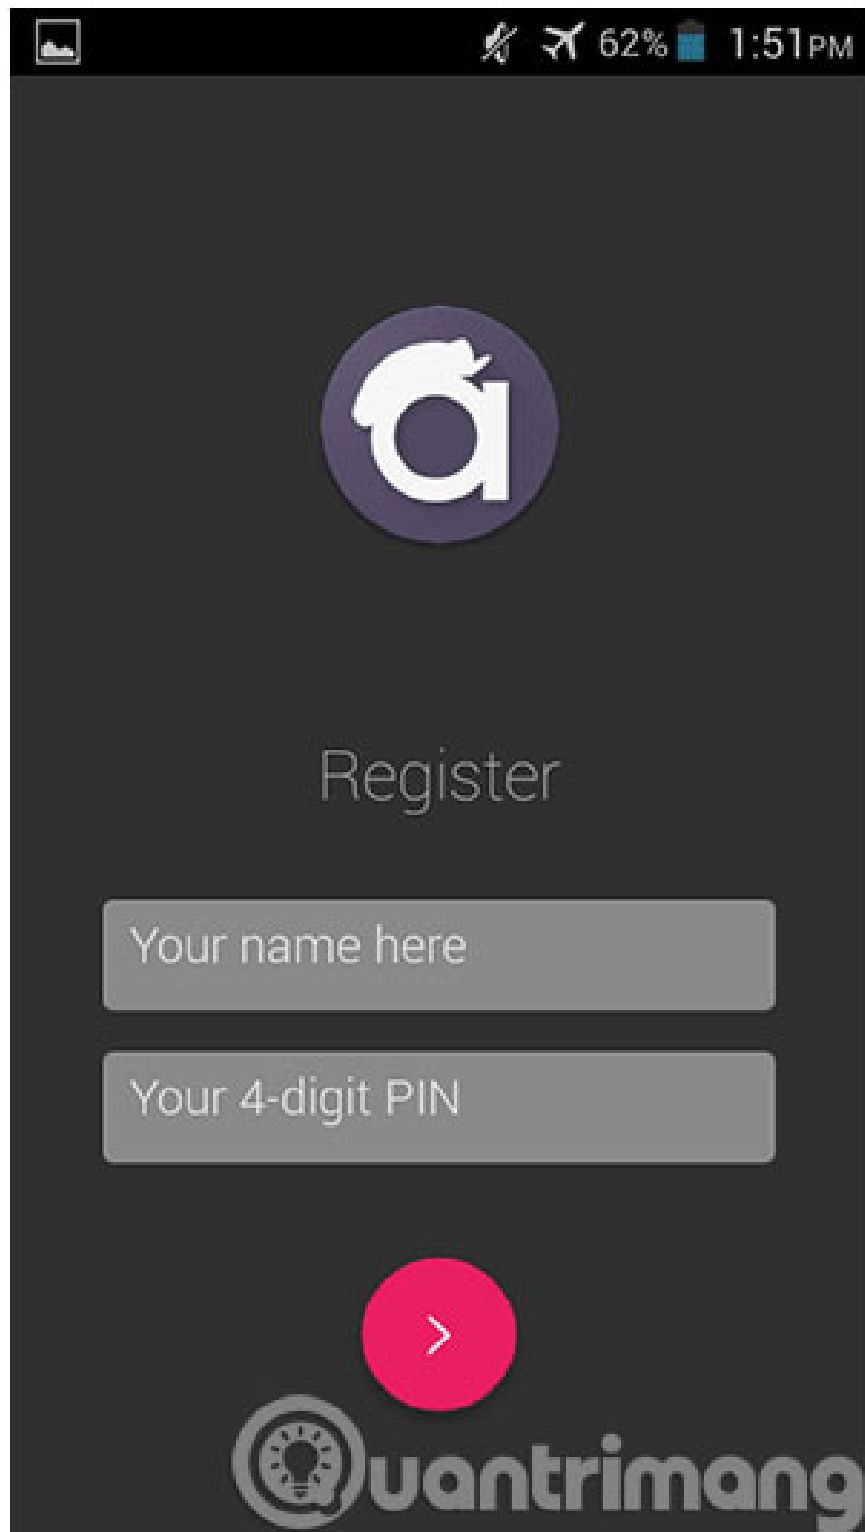 62% 1:51PM
a
Register
Your name here
Your 4-digit PIN
>
Quantrimang